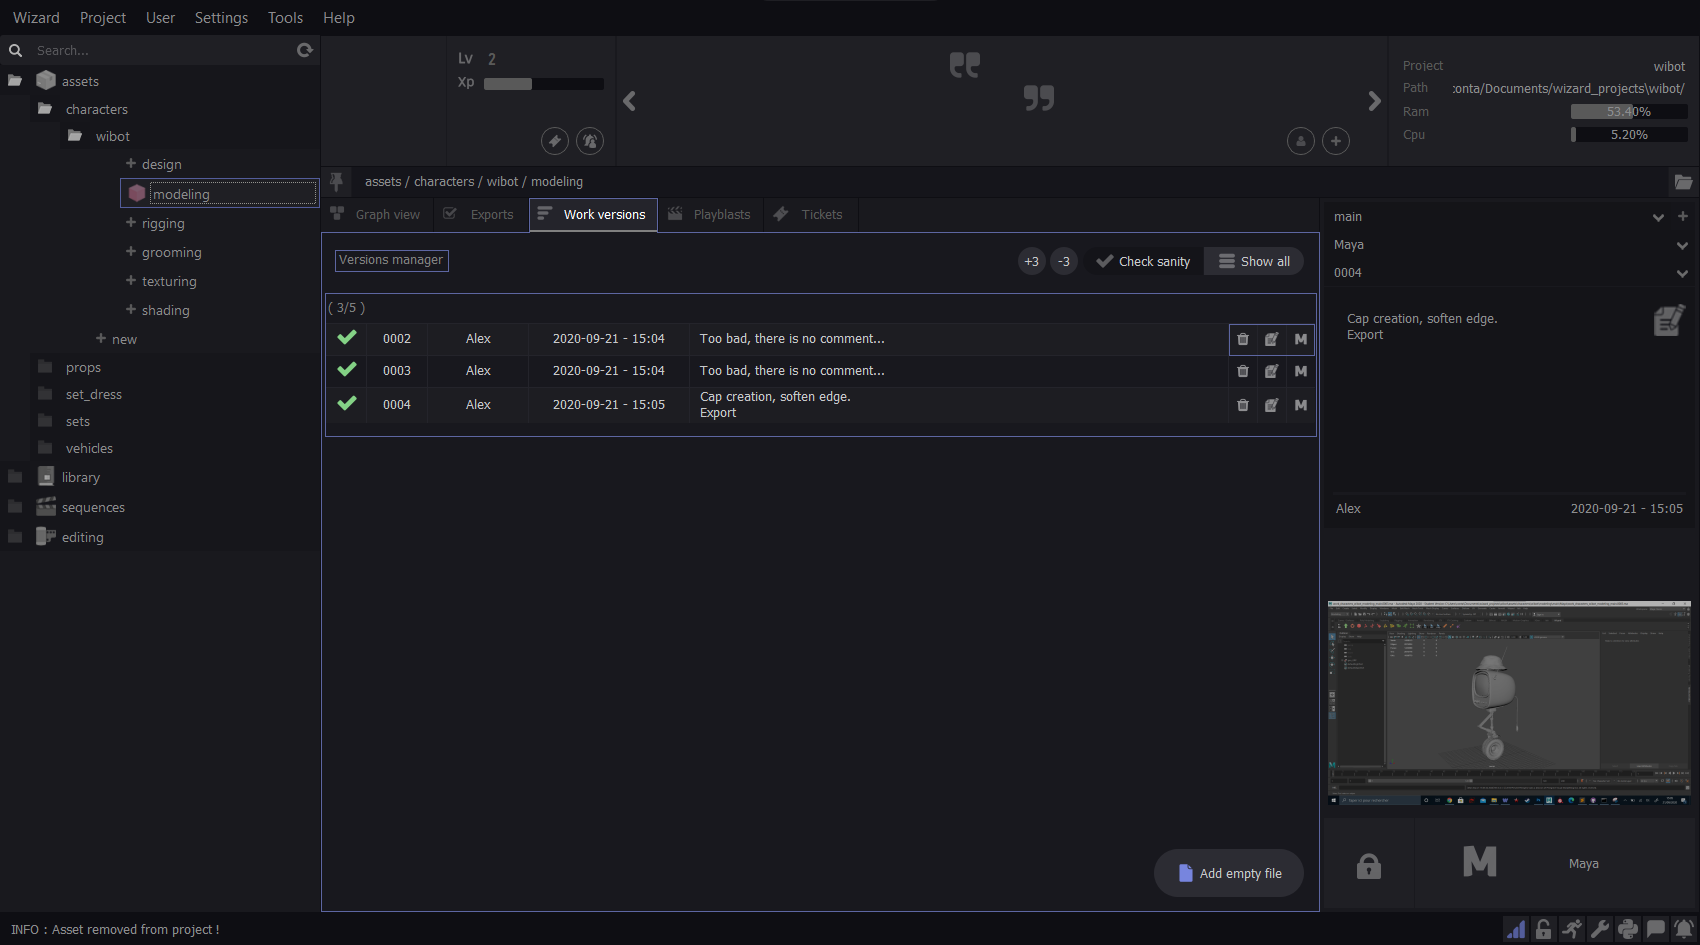 Wizard Project User Settings Tools Help
Search...
assets
characters
wibot
design
modeling
rigging
grooming
texturing
shading
new
props
set_dress
sets
vehicles
library
sequences
editing
Lv 2
Xp
Project wibot
Path :onta/Documents/wizard_projects\wibot/
Ram 53.40%
Cpu 5.20%
assets / characters / wibot / modeling
Graph view Exports Work versions Playblasts Tickets
Versions manager
+3 -3 Check sanity Show all
( 3/5 )
0002 Alex 2020-09-21 - 15:04 Too bad, there is no comment... M
0003 Alex 2020-09-21 - 15:04 Too bad, there is no comment... M
0004 Alex 2020-09-21 - 15:05 Cap creation, soften edge. M
Export
Add empty file
main
Maya
0004
Cap creation, soften edge.
Export
Alex 2020-09-21 - 15:05
M Maya
INFO : Asset removed from project !